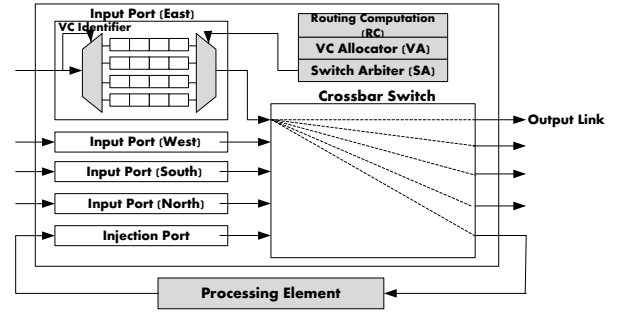 Input Port (East)
VC Identifier
Routing Computation
(RC)
VC Allocator (VA)
Switch Arbiter (SA)
Crossbar Switch
Output Link
Input Port (West)
Input Port (South)
Input Port (North)
Injection Port
Processing Element